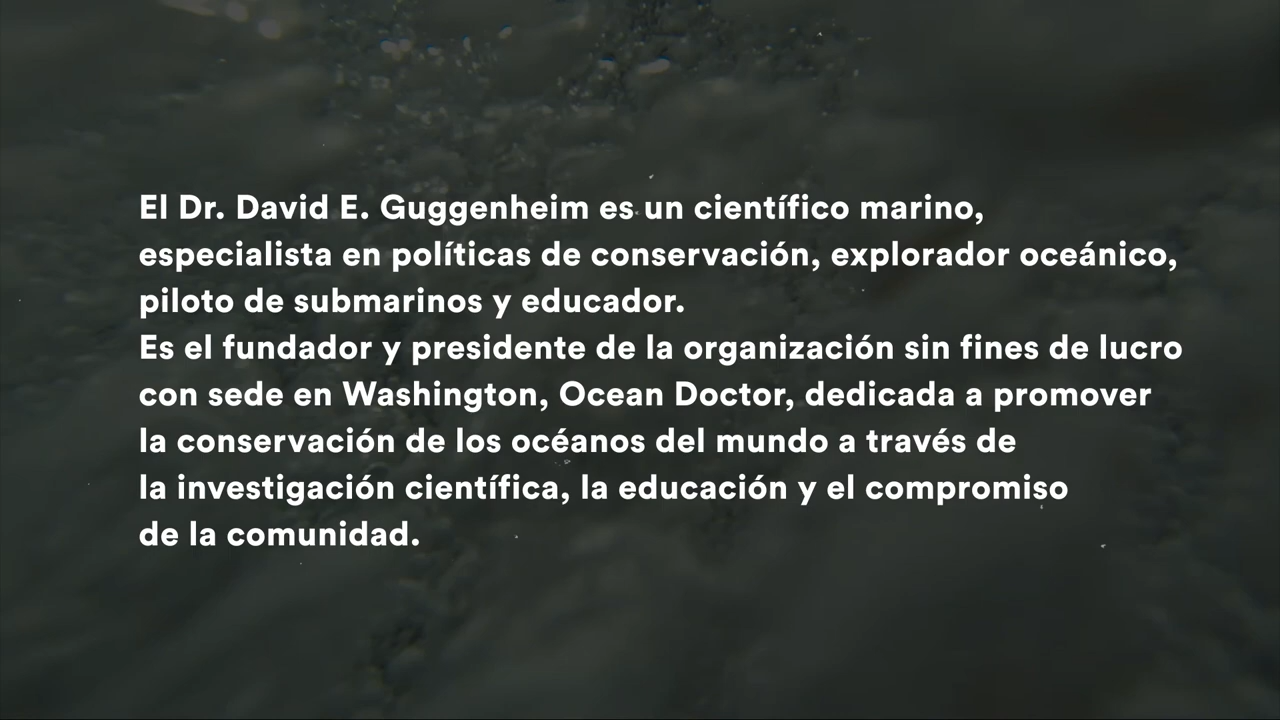 El Dr. David E. Guggenheim es un científico marino,
especialista en políticas de conservación, explorador oceánico,
piloto de submarinos y educador.
Es el fundador y presidente de la organización sin fines de lucro
con sede en Washington, Ocean Doctor, dedicada a promover
la conservación de los océanos del mundo a través de
la investigación científica, la educación y el compromiso
de la comunidad.